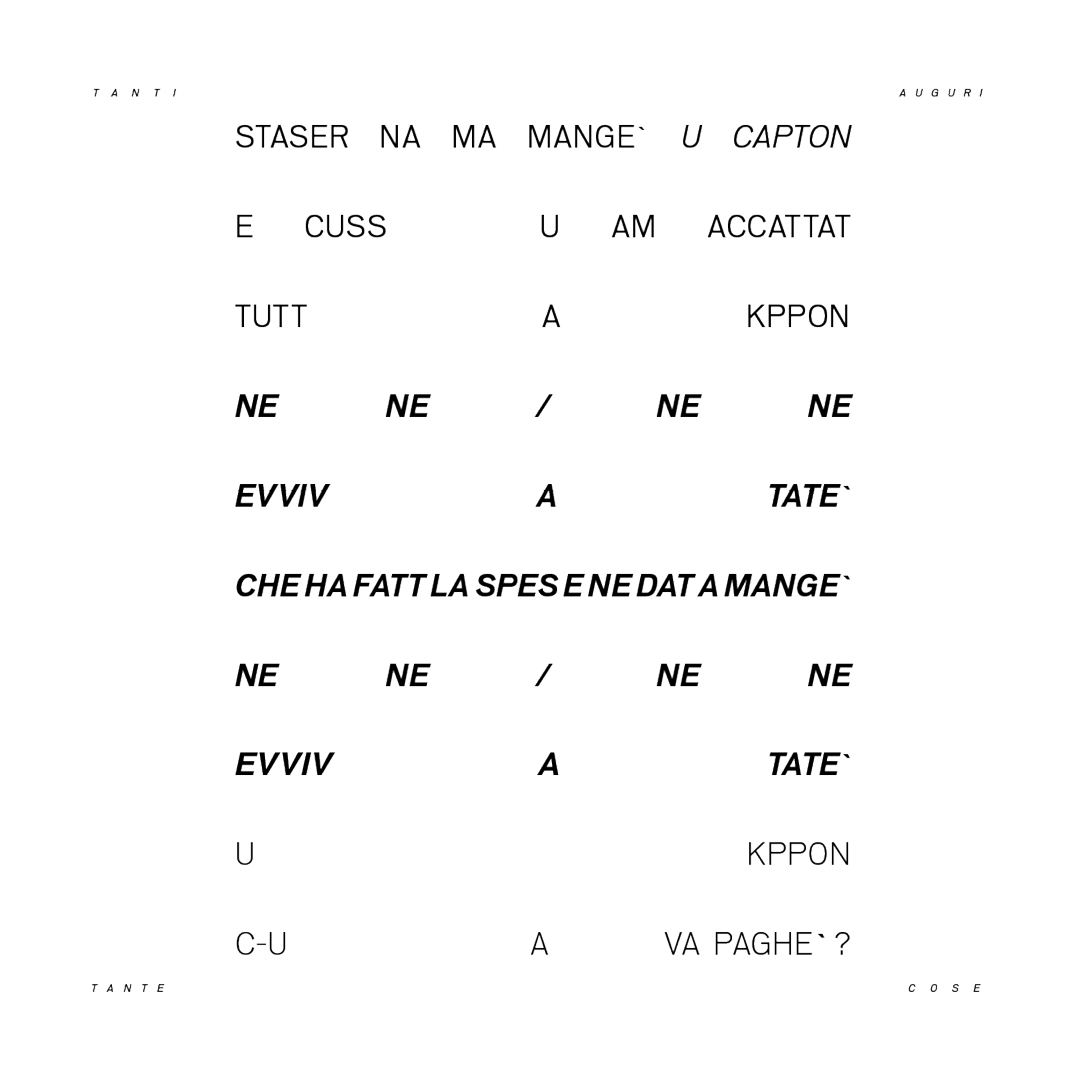 TANTI AUGURI
STASER NA MA MANGE` U CAPTON
E CUSS U AM ACCATTAT
TUTT A KPPON
NE NE / NE NE
EVVIV A TATE`
CHE HA FATT LA SPES E NE DAT A MANGE`
NE NE / NE NE
EVVIV A TATE`
U KPPON
C-U A VA PAGHE`?
TANTE COSE